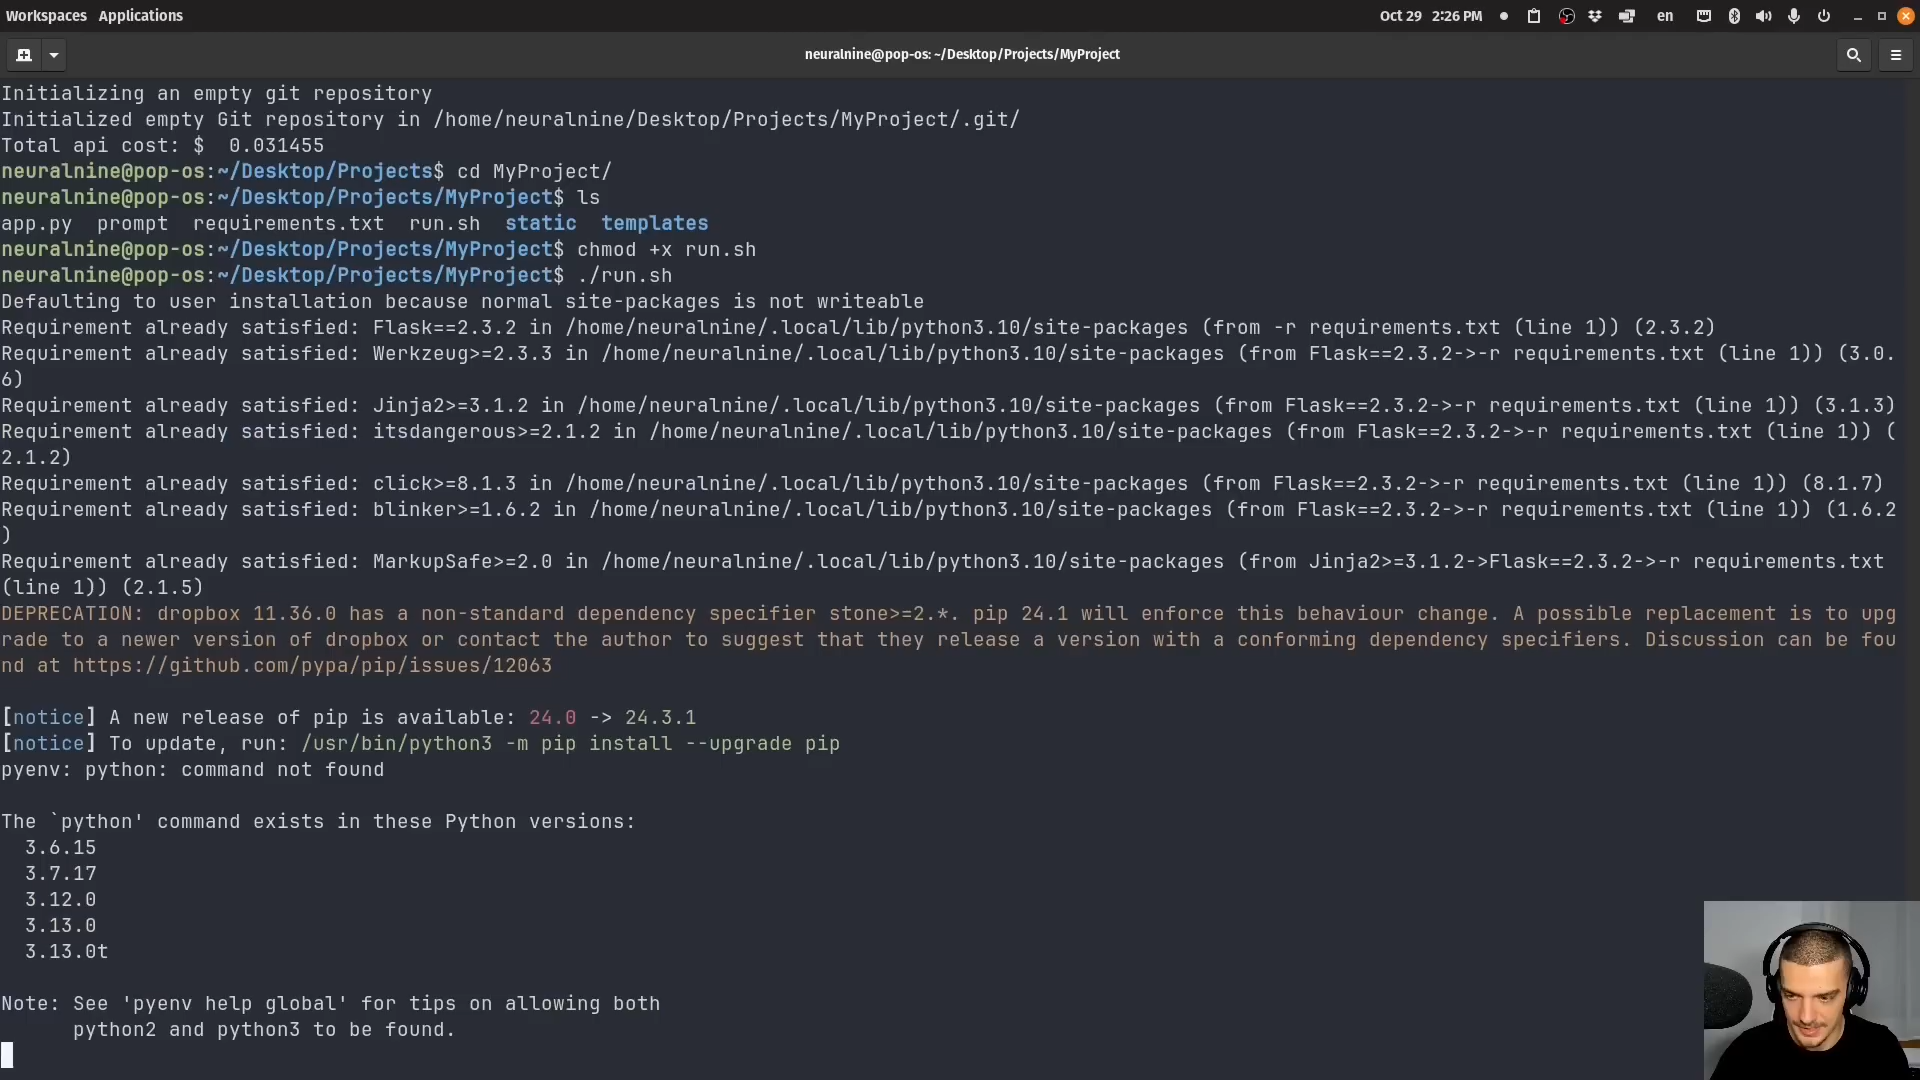 Workspaces Applications
Oct 29 2:26 PM
en
neuralnine@pop-os: ~/Desktop/Projects/MyProject
Initializing an empty git repository
Initialized empty Git repository in /home/neuralnine/Desktop/Projects/MyProject/.git/
Total api cost: $  0.031455
neuralnine@pop-os:~/Desktop/Projects$ cd MyProject/
neuralnine@pop-os:~/Desktop/Projects/MyProject$ ls
app.py  prompt  requirements.txt  run.sh  static  templates
neuralnine@pop-os:~/Desktop/Projects/MyProject$ chmod +x run.sh
neuralnine@pop-os:~/Desktop/Projects/MyProject$ ./run.sh
Defaulting to user installation because normal site-packages is not writeable
Requirement already satisfied: Flask==2.3.2 in /home/neuralnine/.local/lib/python3.10/site-packages (from -r requirements.txt (line 1)) (2.3.2)
Requirement already satisfied: Werkzeug>=2.3.3 in /home/neuralnine/.local/lib/python3.10/site-packages (from Flask==2.3.2->-r requirements.txt (line 1)) (3.0.
6)
Requirement already satisfied: Jinja2>=3.1.2 in /home/neuralnine/.local/lib/python3.10/site-packages (from Flask==2.3.2->-r requirements.txt (line 1)) (3.1.3)
Requirement already satisfied: itsdangerous>=2.1.2 in /home/neuralnine/.local/lib/python3.10/site-packages (from Flask==2.3.2->-r requirements.txt (line 1)) (
2.1.2)
Requirement already satisfied: click>=8.1.3 in /home/neuralnine/.local/lib/python3.10/site-packages (from Flask==2.3.2->-r requirements.txt (line 1)) (8.1.7)
Requirement already satisfied: blinker>=1.6.2 in /home/neuralnine/.local/lib/python3.10/site-packages (from Flask==2.3.2->-r requirements.txt (line 1)) (1.6.2
)
Requirement already satisfied: MarkupSafe>=2.0 in /home/neuralnine/.local/lib/python3.10/site-packages (from Jinja2>=3.1.2->Flask==2.3.2->-r requirements.txt
(line 1)) (2.1.5)
DEPRECATION: dropbox 11.36.0 has a non-standard dependency specifier stone>=2.*. pip 24.1 will enforce this behaviour change. A possible replacement is to upg
rade to a newer version of dropbox or contact the author to suggest that they release a version with a conforming dependency specifiers. Discussion can be fou
nd at https://github.com/pypa/pip/issues/12063
[notice] A new release of pip is available: 24.0 -> 24.3.1
[notice] To update, run: /usr/bin/python3 -m pip install --upgrade pip
pyenv: python: command not found
The `python' command exists in these Python versions:
3.6.15
3.7.17
3.12.0
3.13.0
3.13.0t
Note: See 'pyenv help global' for tips on allowing both
python2 and python3 to be found.